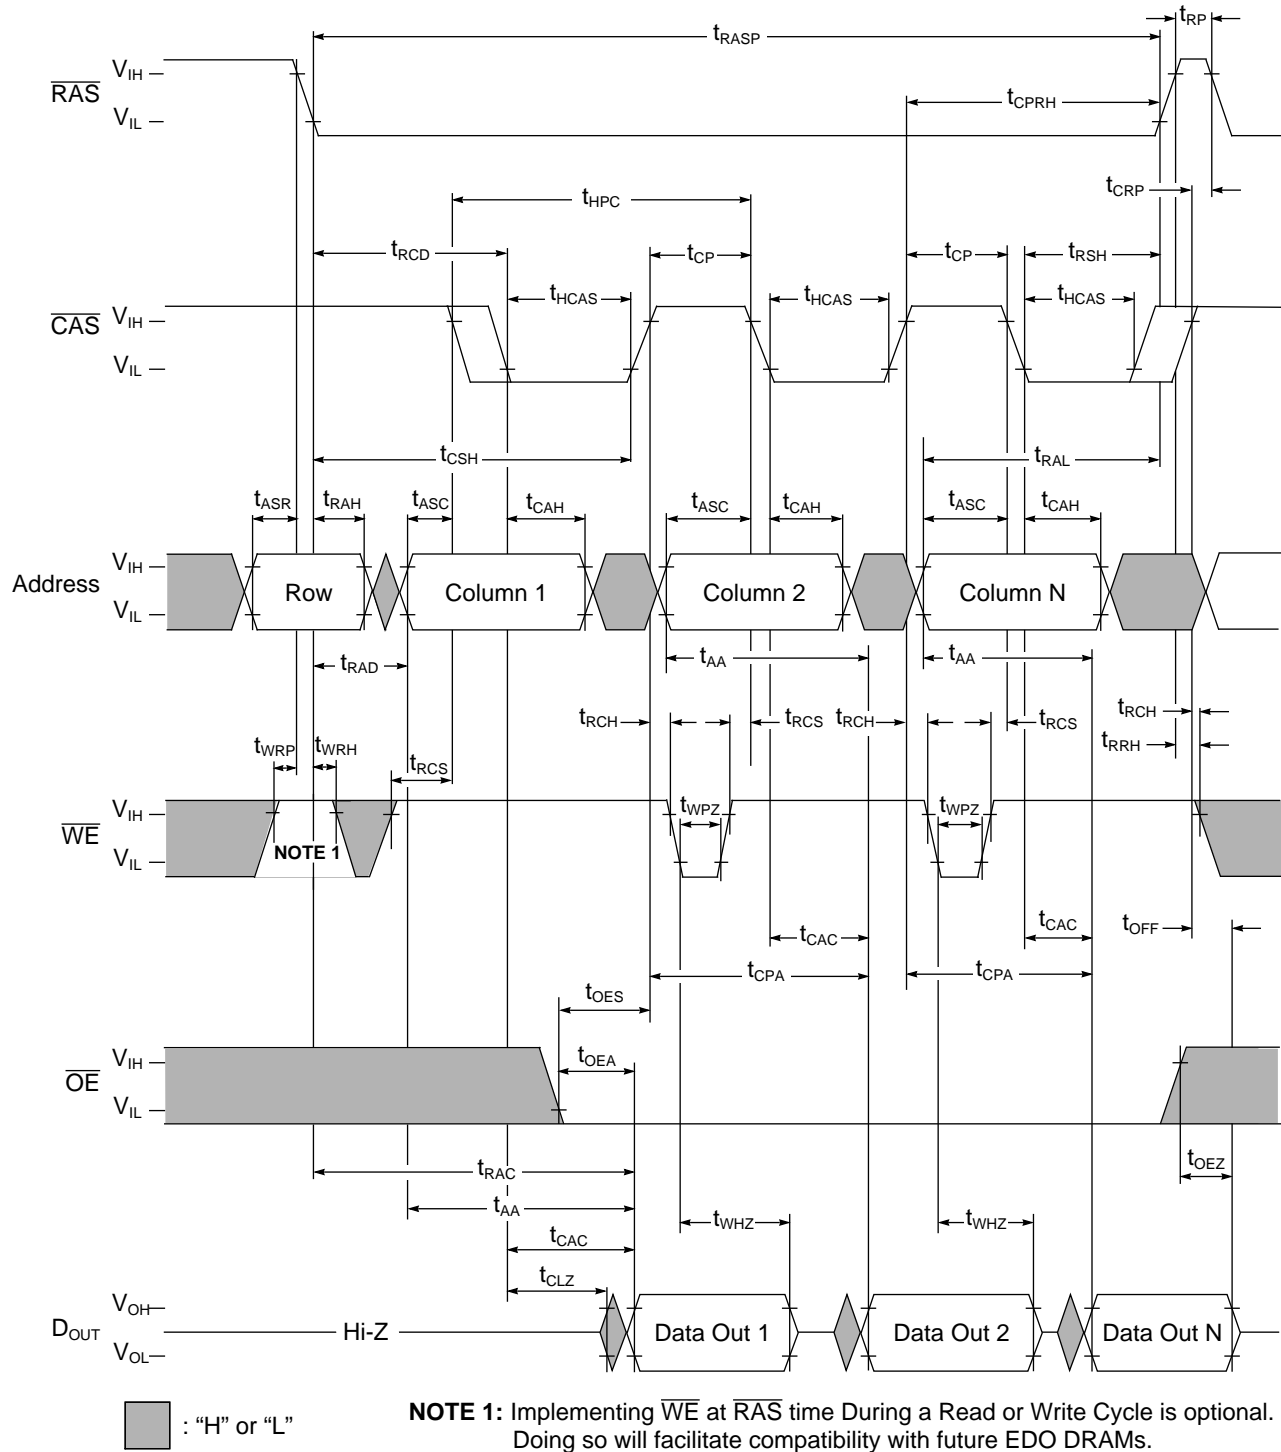 tRP
tRASP
VIH
RAS
VIL
tCPRH
tCRP
tHPC
tRCD
tCP
tCP
tRSH
tHCAS
tHCAS
tHCAS
CAS
VIH
VIL
tCSH
tRAL
tASR
tRAH
tASC
tCAH
tASC
tCAH
tASC
tCAH
Address
VIH
VIL
Row
Column 1
Column 2
Column N
tRAD
tAA
tAA
tRCH
tRCS
tRCH
tRCS
tRCH
tRRH
tWRP
tWRH
tRCS
WE
VIH
VIL
NOTE 1
tWPZ
tWPZ
tCAC
tCAC
tOFF
tCPA
tCPA
tOES
OE
VIH
VIL
tOEA
tRAC
tOEZ
tAA
tWHZ
tWHZ
tCAC
tCLZ
DOUT
VOH
VOL
Hi-Z
Data Out 1
Data Out 2
Data Out N
: “H” or “L”
NOTE 1: Implementing WE at RAS time During a Read or Write Cycle is optional.
Doing so will facilitate compatibility with future EDO DRAMs.